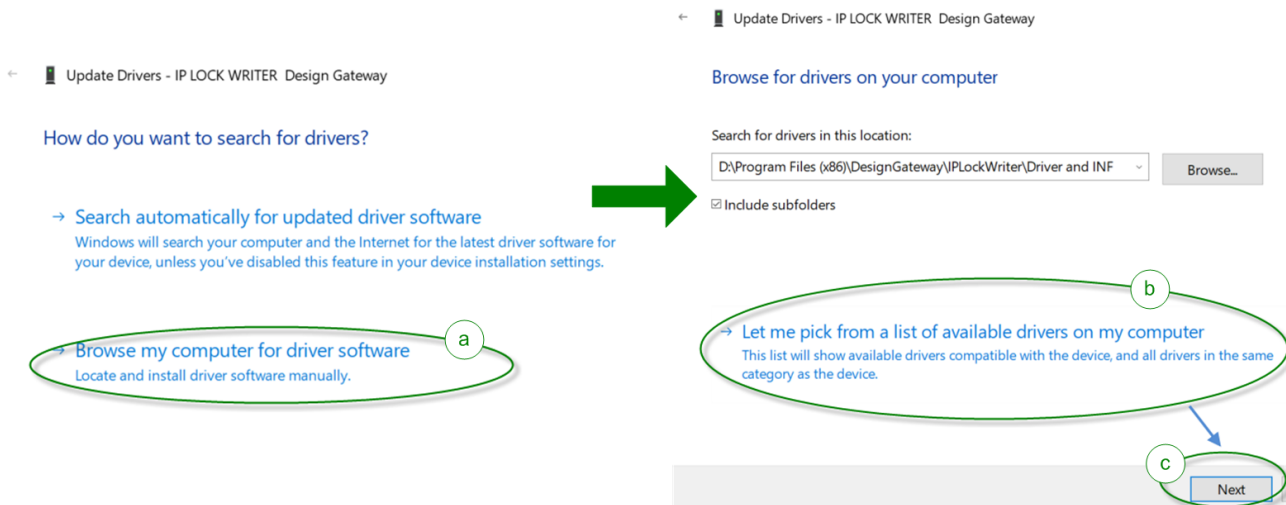 Update Drivers - IP LOCK WRITER Design Gateway
How do you want to search for drivers?
→ Search automatically for updated driver software
Windows will search your computer and the Internet for the latest driver software for
your device, unless you've disabled this feature in your device installation settings.
→ Browse my computer for driver software
Locate and install driver software manually.
a
Update Drivers - IP LOCK WRITER Design Gateway
Browse for drivers on your computer
Search for drivers in this location:
D:\Program Files (x86)\DesignGateway\IPLockWriter\Driver and INF
Browse...
Include subfolders
b
→ Let me pick from a list of available drivers on my computer
This list will show available drivers compatible with the device, and all drivers in the same
category as the device.
c
Next